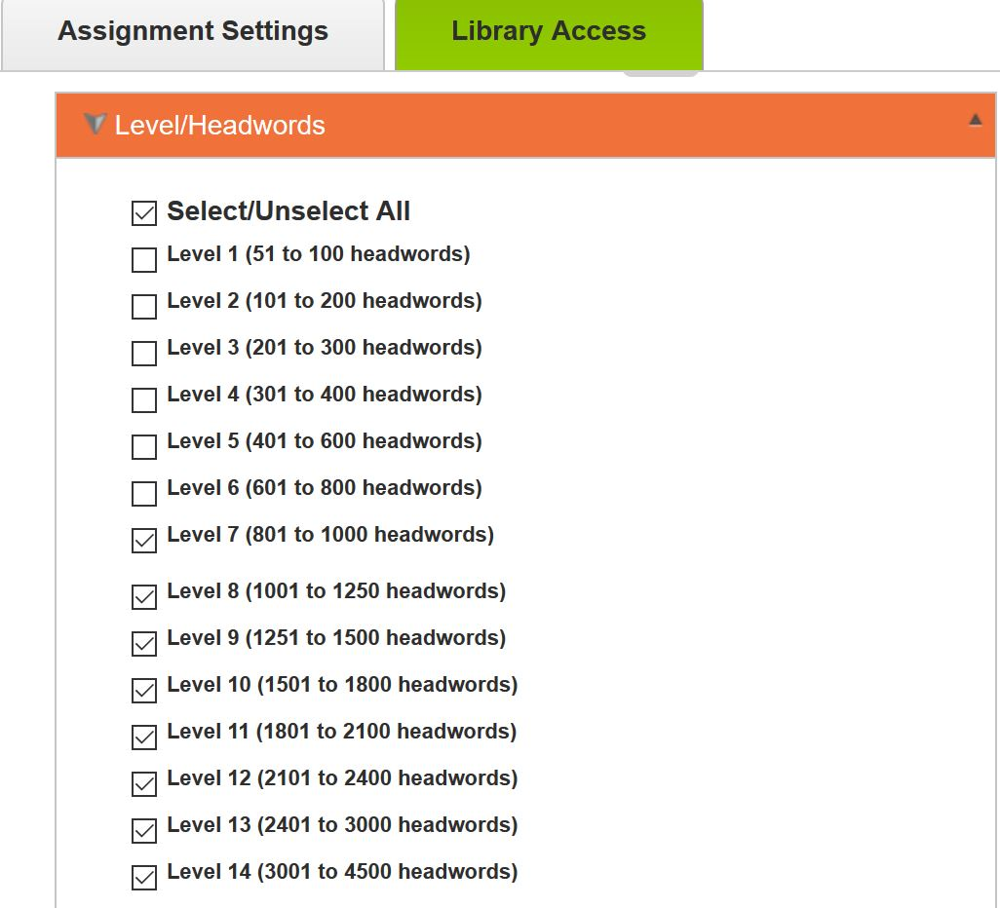 Assignment Settings
Library Access
Level/Headwords
Select/Unselect All
Level 1 (51 to 100 headwords)
Level 2 (101 to 200 headwords)
Level 3 (201 to 300 headwords)
Level 4 (301 to 400 headwords)
Level 5 (401 to 600 headwords)
Level 6 (601 to 800 headwords)
Level 7 (801 to 1000 headwords)
Level 8 (1001 to 1250 headwords)
Level 9 (1251 to 1500 headwords)
Level 10 (1501 to 1800 headwords)
Level 11 (1801 to 2100 headwords)
Level 12 (2101 to 2400 headwords)
Level 13 (2401 to 3000 headwords)
Level 14 (3001 to 4500 headwords)